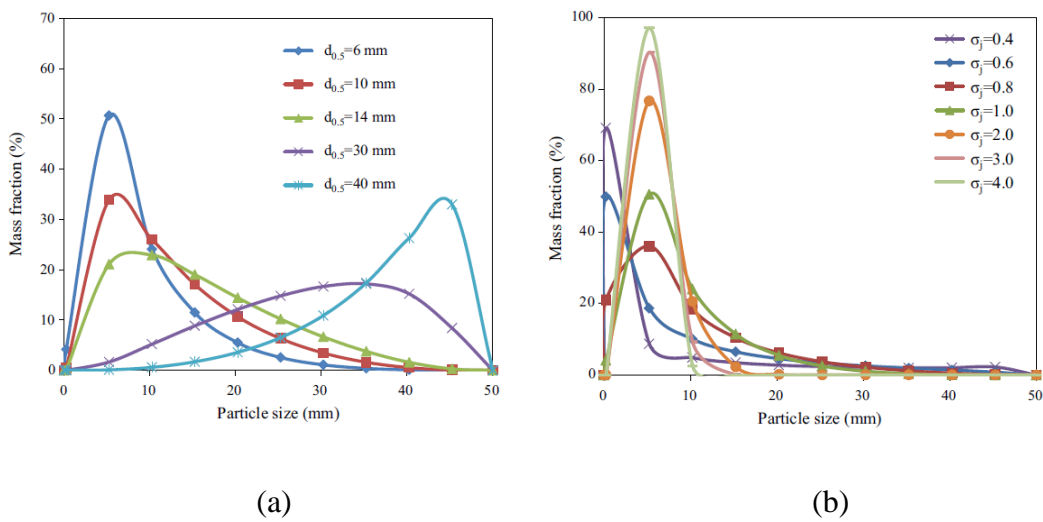 70
60
50
40
30
20
10
0
0
10
20
30
40
50
Mass fraction (%)
Particle size (mm)
d0.5=6 mm
d0.5=10 mm
d0.5=14 mm
d0.5=30 mm
d0.5=40 mm
(a)
100
80
60
40
20
0
0
10
20
30
40
50
Mass fraction (%)
Particle size (mm)
σj=0.4
σj=0.6
σj=0.8
σj=1.0
σj=2.0
σj=3.0
σj=4.0
(b)